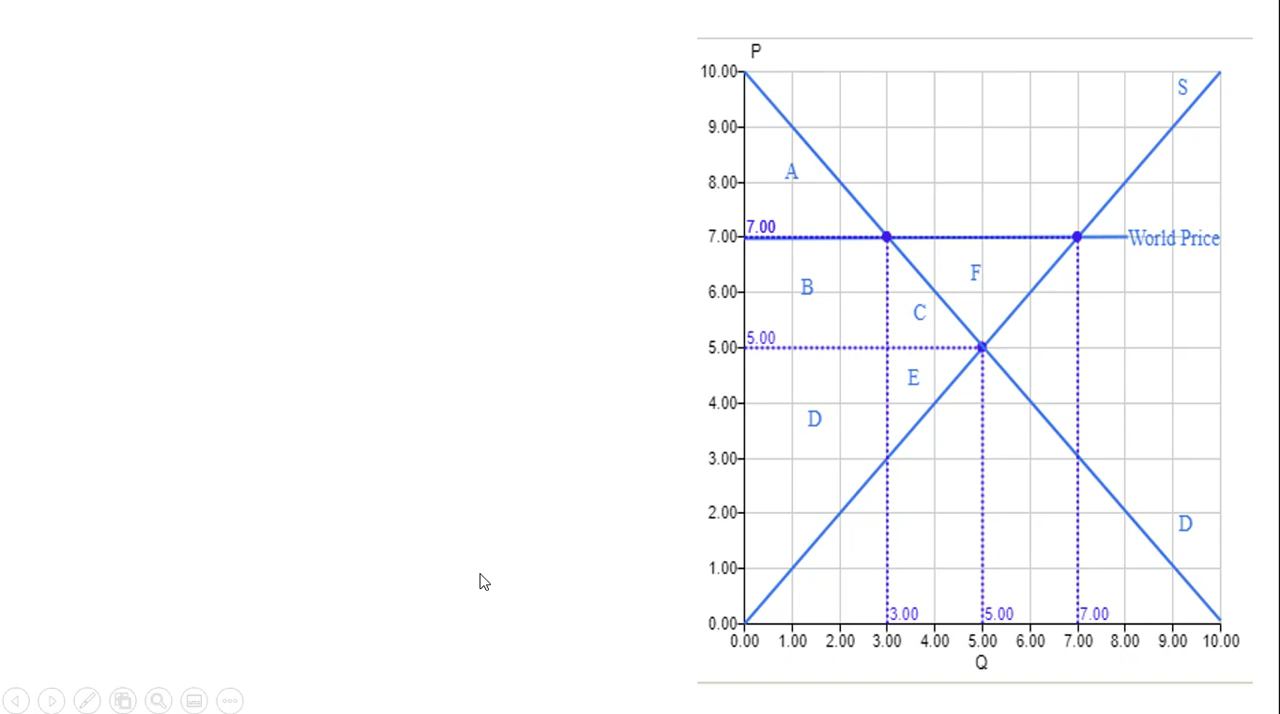 P
10.00
S
9.00
A
8.00
7.00
7.00
World Price
F
B
6.00
C
5.00
5.00
E
4.00
D
3.00
2.00
D
1.00
3.00
5.00
7.00
0.00
0.00 1.00 2.00 3.00 4.00 5.00 6.00 7.00 8.00 9.00 10.00
Q